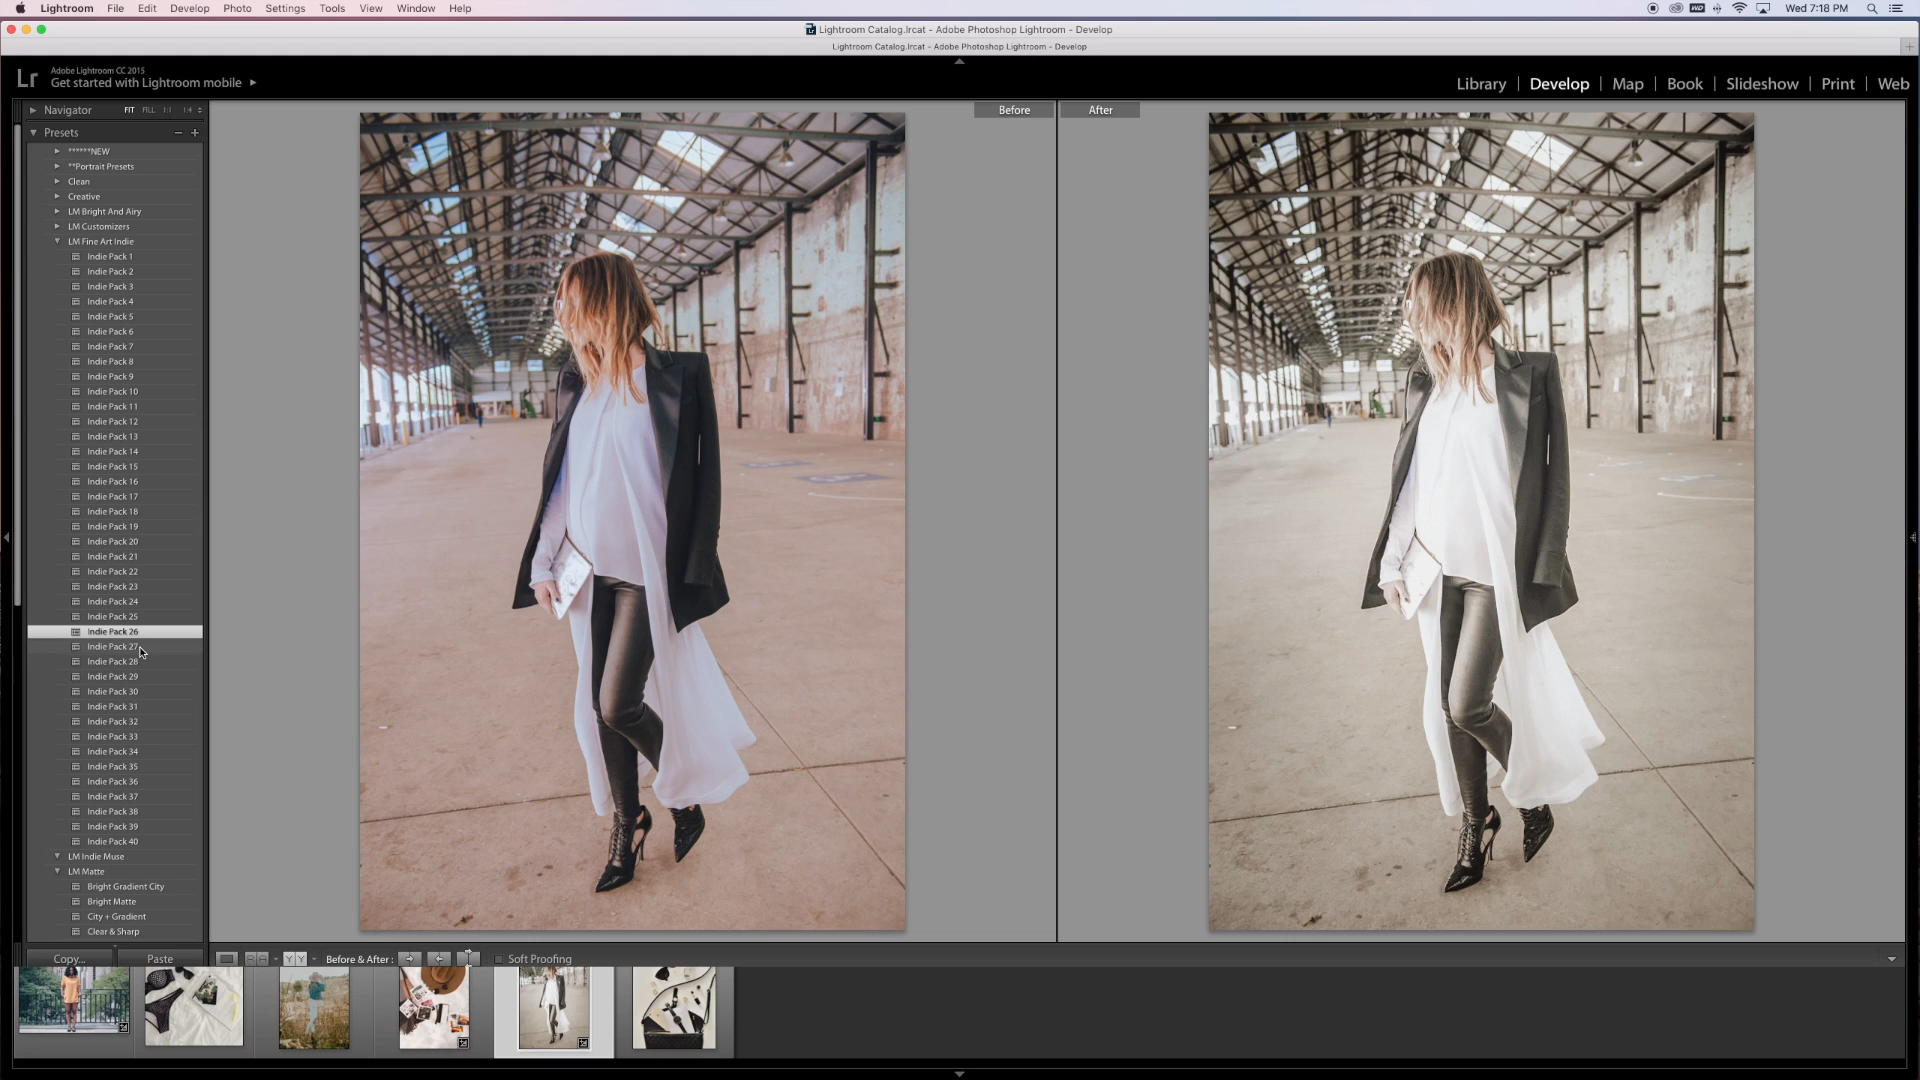 Lightroom File Edit Develop Photo Settings Tools View Window Help Wed 7:18 PM
Lightroom Catalog.lrcat - Adobe Photoshop Lightroom - Develop
Lightroom Catalog.lrcat - Adobe Photoshop Lightroom - Develop
Lr Adobe Lightroom CC 2015
Get started with Lightroom mobile
Library | Develop | Map | Book | Slideshow | Print | Web
Navigator FIT FILL 1:1 1:4
Before After
Presets
******NEW
**Portrait Presets
Clean
Creative
LM Bright And Airy
LM Customizers
LM Fine Art Indie
Indie Pack 1
Indie Pack 2
Indie Pack 3
Indie Pack 4
Indie Pack 5
Indie Pack 6
Indie Pack 7
Indie Pack 8
Indie Pack 9
Indie Pack 10
Indie Pack 11
Indie Pack 12
Indie Pack 13
Indie Pack 14
Indie Pack 15
Indie Pack 16
Indie Pack 17
Indie Pack 18
Indie Pack 19
Indie Pack 20
Indie Pack 21
Indie Pack 22
Indie Pack 23
Indie Pack 24
Indie Pack 25
Indie Pack 26
Indie Pack 27
Indie Pack 28
Indie Pack 29
Indie Pack 30
Indie Pack 31
Indie Pack 32
Indie Pack 33
Indie Pack 34
Indie Pack 35
Indie Pack 36
Indie Pack 37
Indie Pack 38
Indie Pack 39
Indie Pack 40
LM Indie Muse
LM Matte
Bright Gradient City
Bright Matte
City + Gradient
Clear & Sharp
Copy... Paste Before & After : Soft Proofing